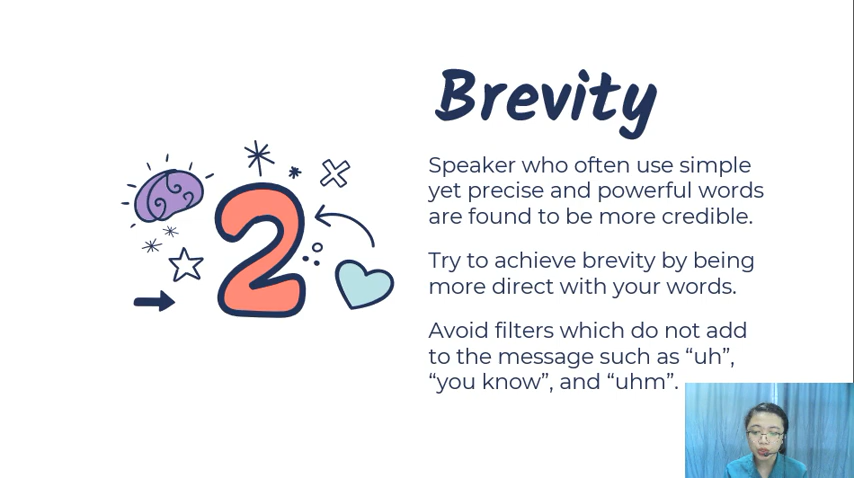 Brevity
2
Speaker who often use simple
yet precise and powerful words
are found to be more credible.
Try to achieve brevity by being
more direct with your words.
Avoid filters which do not add
to the message such as “uh”,
“you know”, and “uhm”.